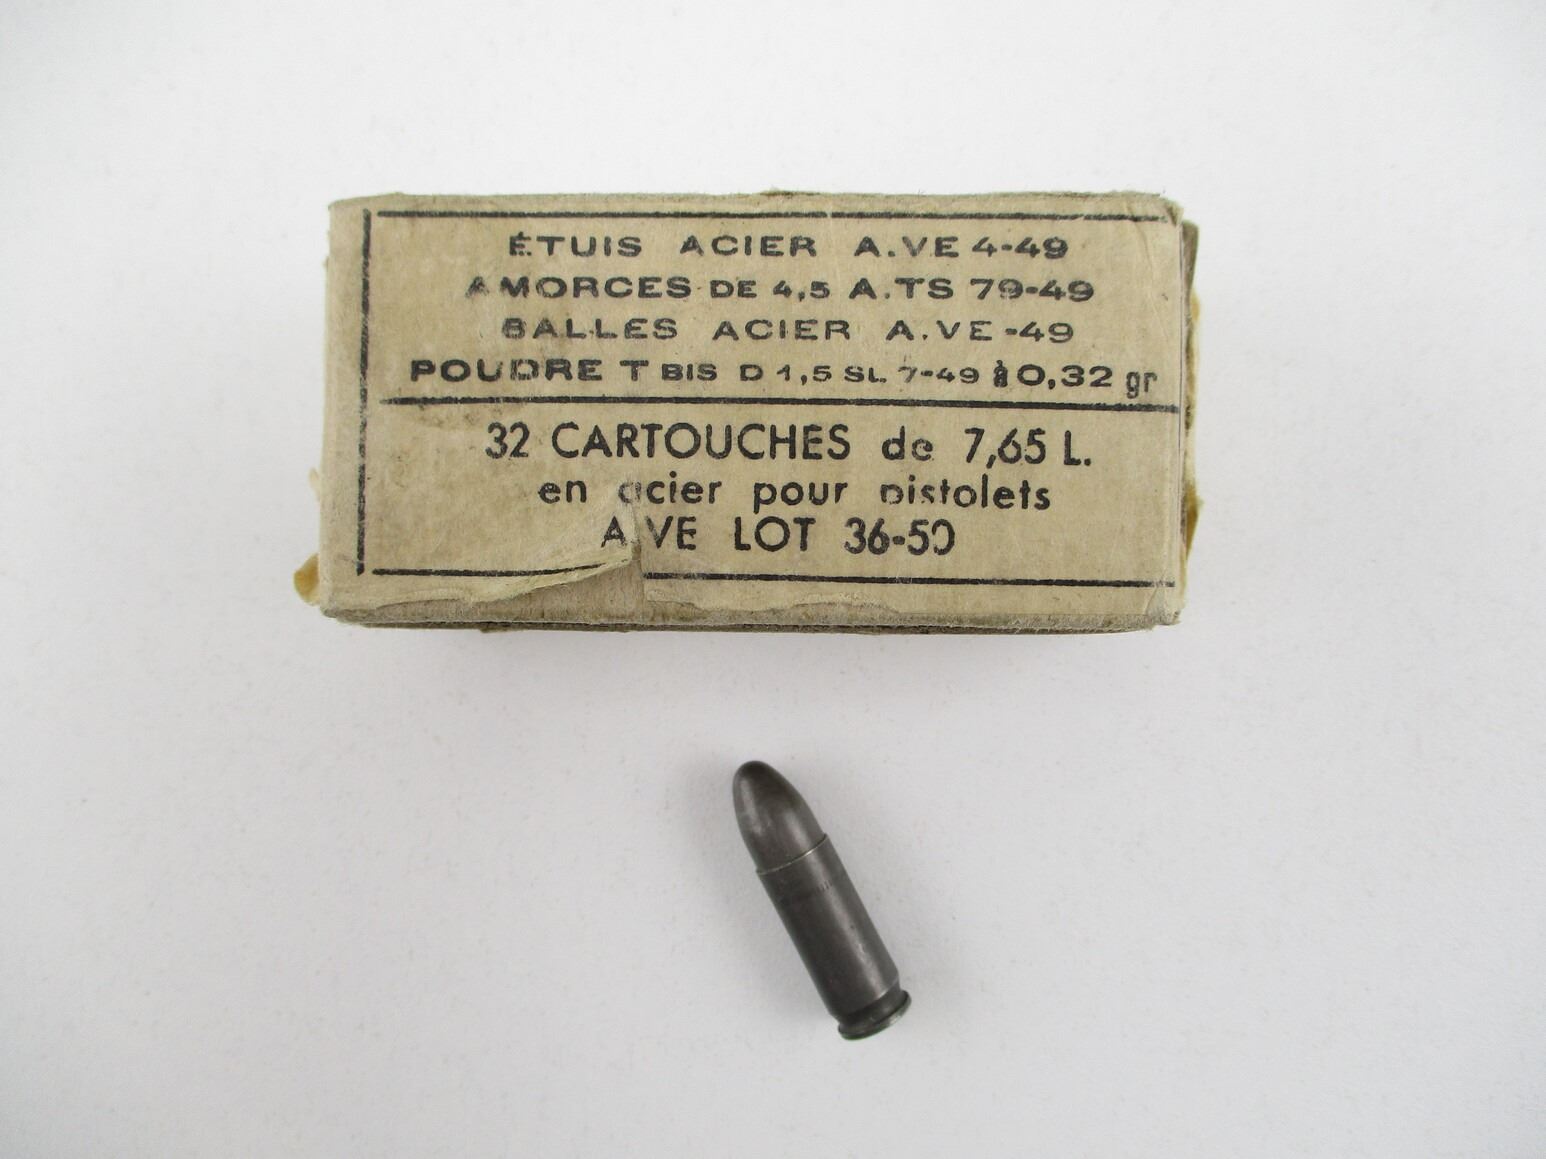 ÉTUIS ACIER A.VE 4-49
AMORCES DE 4,5 A.TS 79-49
BALLES ACIER A.VE -49
POUDRE T BIS D 1,5 SL 7-49 à 0,32 gr
32 CARTOUCHES de 7,65 L.
en acier pour pistolets
A.VE LOT 36-50